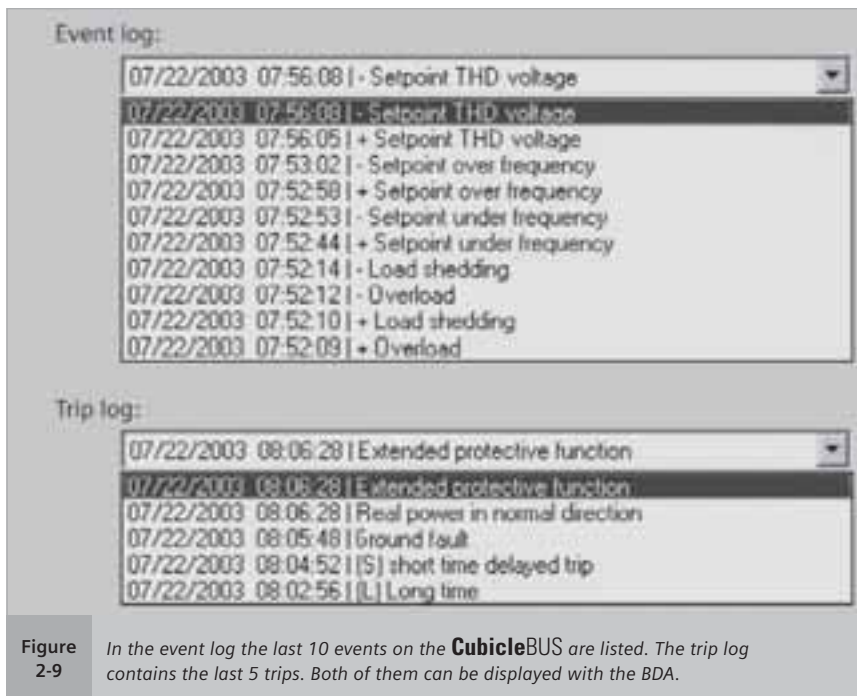 Event log:
07/22/2003 07:56:08 | - Setpoint THD voltage
07/22/2003 07:56:08 | - Setpoint THD voltage
07/22/2003 07:56:05 | + Setpoint THD voltage
07/22/2003 07:53:02 | - Setpoint over frequency
07/22/2003 07:52:58 | + Setpoint over frequency
07/22/2003 07:52:53 | - Setpoint under frequency
07/22/2003 07:52:44 | + Setpoint under frequency
07/22/2003 07:52:14 | - Load shedding
07/22/2003 07:52:12 | - Overload
07/22/2003 07:52:10 | + Load shedding
07/22/2003 07:52:09 | + Overload
Trip log:
07/22/2003 08:06:28 | Extended protective function
07/22/2003 08:06:28 | Extended protective function
07/22/2003 08:06:28 | Real power in normal direction
07/22/2003 08:05:48 | Ground fault
07/22/2003 08:04:52 | (S) short time delayed trip
07/22/2003 08:02:56 | (L) Long time
Figure
2-9
In the event log the last 10 events on the CubicleBUS are listed. The trip log
contains the last 5 trips. Both of them can be displayed with the BDA.